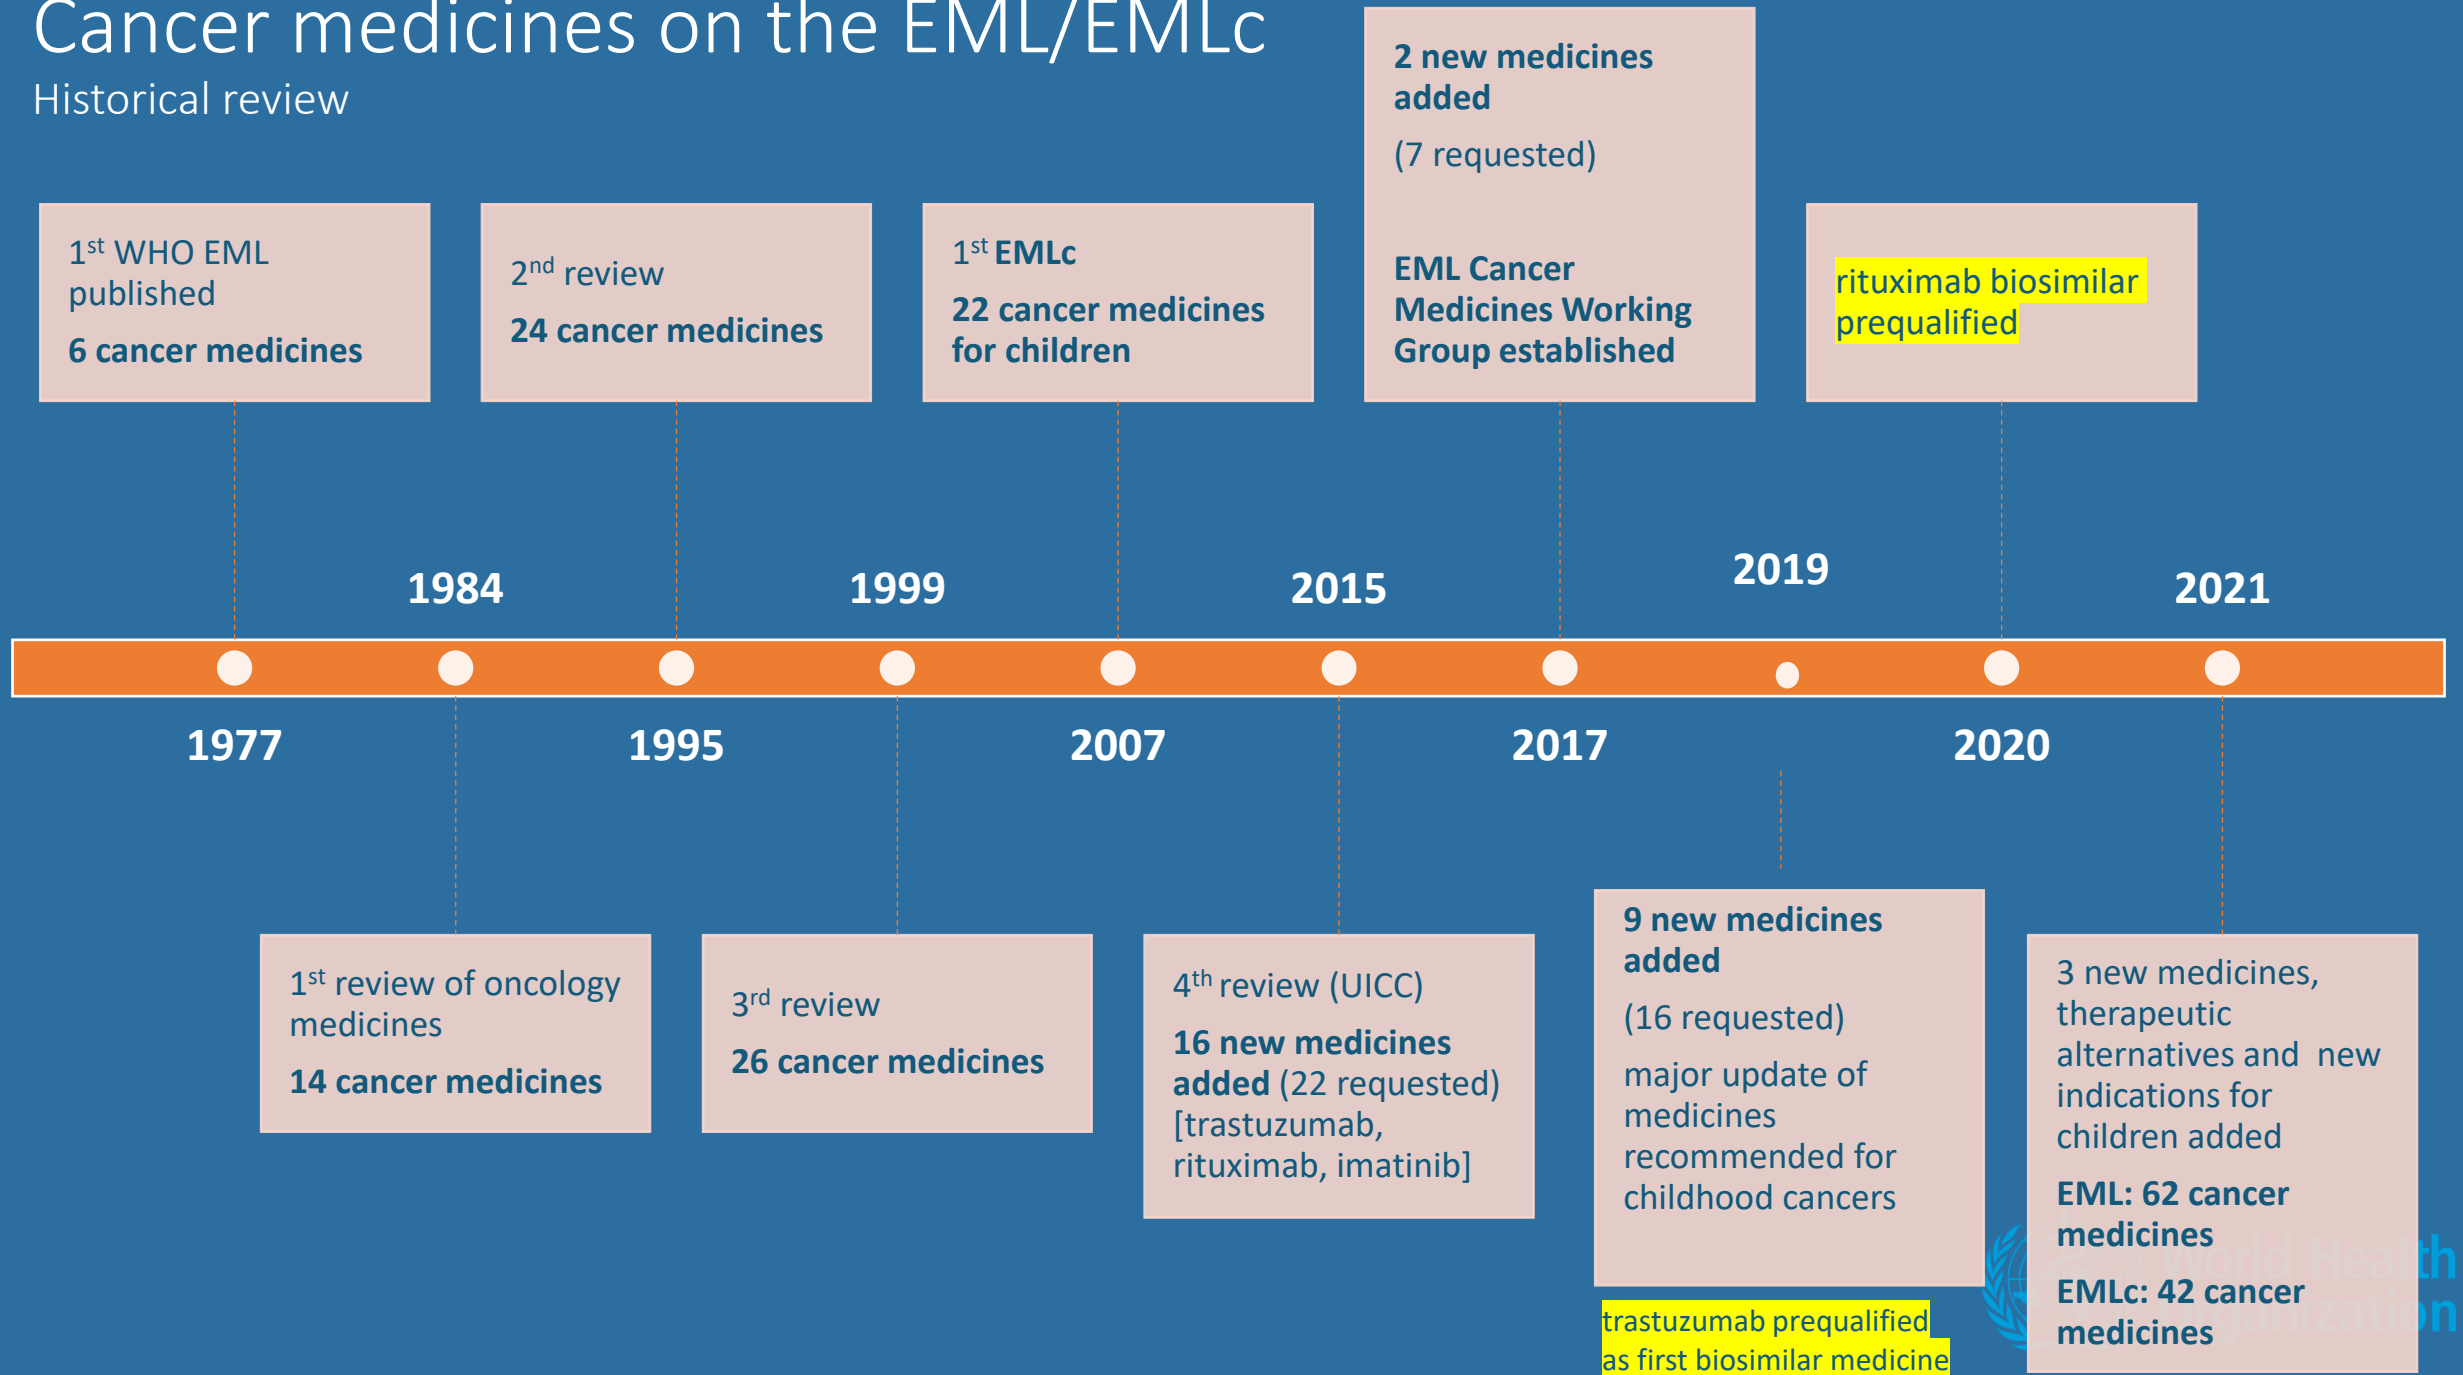 Cancer medicines on the EML/EMLc
Historical review
1st WHO EML
published
6 cancer medicines
2nd review
24 cancer medicines
1st EMLc
22 cancer medicines
for children
2 new medicines
added
(7 requested)
EML Cancer
Medicines Working
Group established
rituximab biosimilar
prequalified
1984
1999
2015
2019
2021
1977
1995
2007
2017
2020
1st review of oncology
medicines
14 cancer medicines
3rd review
26 cancer medicines
4th review (UICC)
16 new medicines
added (22 requested)
[trastuzumab,
rituximab, imatinib]
9 new medicines
added
(16 requested)
major update of
medicines
recommended for
childhood cancers
trastuzumab prequalified
as first biosimilar medicine
3 new medicines,
therapeutic
alternatives and  new
indications for
children added
EML: 62 cancer
medicines
EMLc: 42 cancer
medicines
World Health
Organization